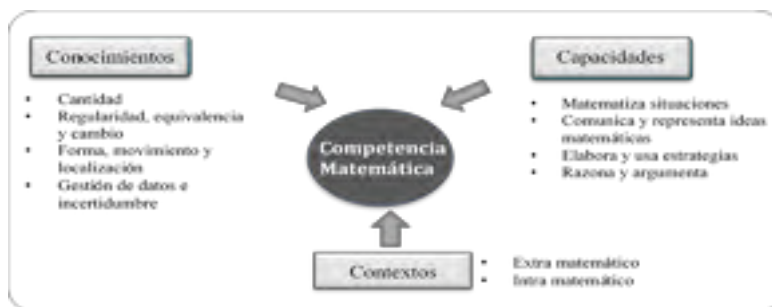 Conocimientos
• Cantidad
• Regularidad, equivalencia
y cambio
• Forma, movimiento y
localización
• Gestión de datos e
incertidumbre
Capacidades
• Matematiza situaciones
• Comunica y representa ideas
matemáticas
• Elabora y usa estrategias
• Razona y argumenta
Competencia
Matemática
Contextos
• Extra matemático
• Intra matemático